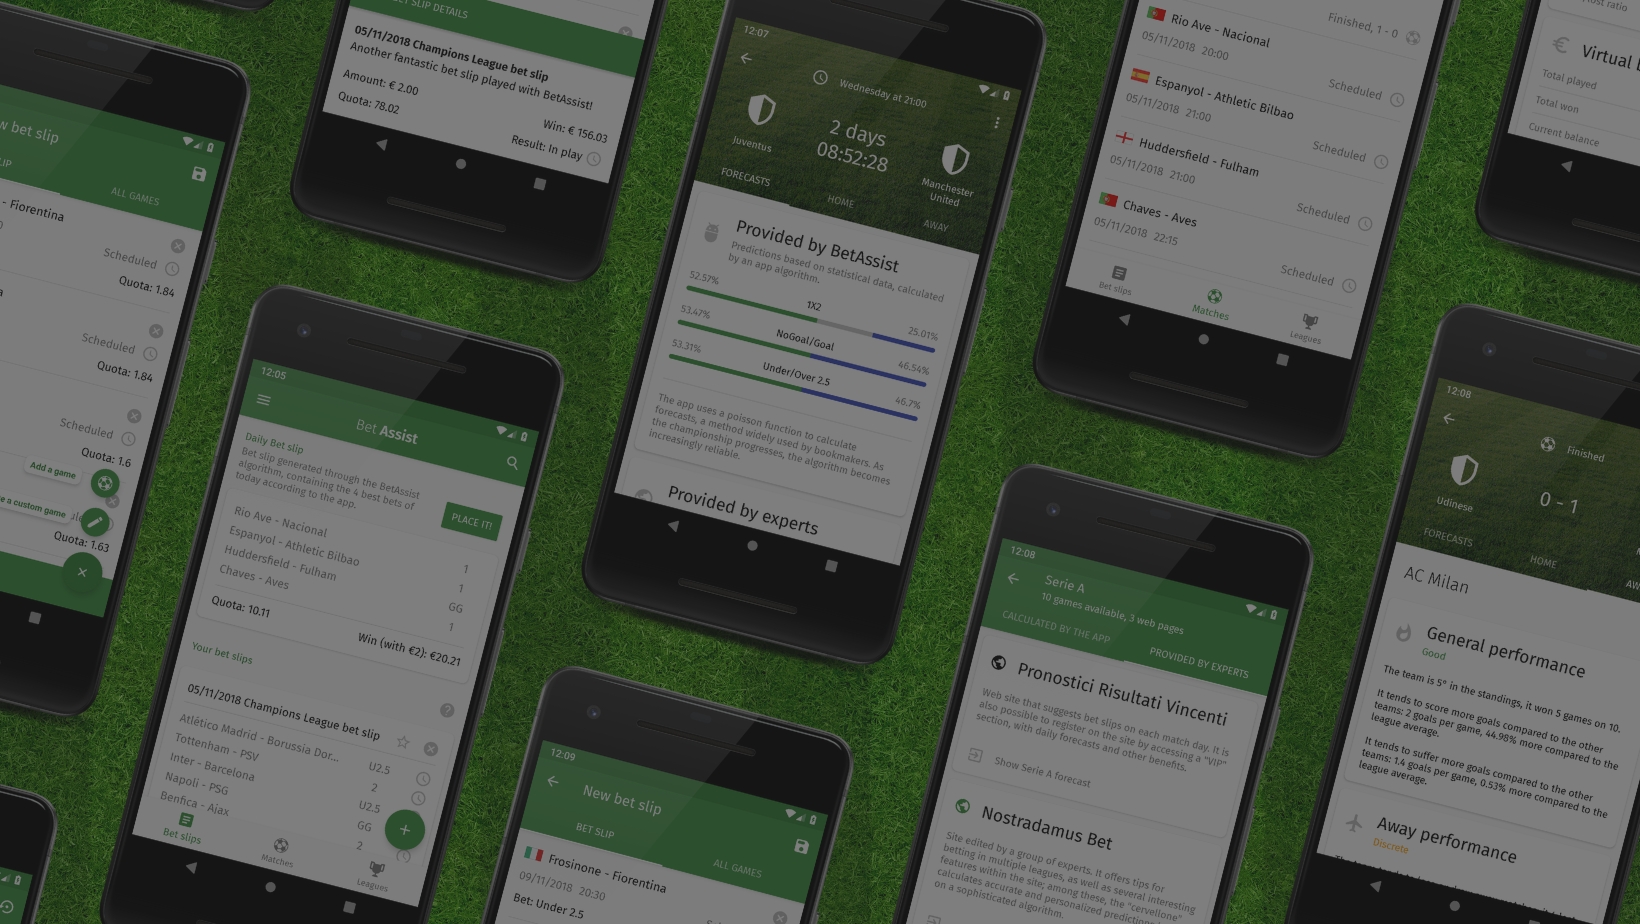 New bet slip
SLIP
ALL GAMES
- Fiorentina
Scheduled
Quota: 1.84
Scheduled
Quota: 1.84
Scheduled
Quota: 1.6
Add a game
a custom game
Quota: 1.63
BET SLIP DETAILS
05/11/2018 Champions League bet slip
Another fantastic bet slip played with BetAssist!
Amount: € 2.00
Quota: 78.02
Win: € 156.03
Result: In play
12:05
Bet Assist
Daily Bet slip
Bet slip generated through the BetAssist
algorithm, containing the 4 best bets of
today according to the app.
PLACE IT!
Rio Ave - Nacional
1
Espanyol - Athletic Bilbao
1
Huddersfield - Fulham
GG
Chaves - Aves
1
Quota: 10.11
Win (with €2): €20.21
Your bet slips
05/11/2018 Champions League bet slip
Atlético Madrid - Borussia Dor...
U2.5
Tottenham - PSV
2
Inter - Barcelona
U2.5
Napoli - PSG
GG
Benfica - Ajax
2
Bet slips
Matches
Leagues
12:07
Wednesday at 21:00
Juventus
2 days
08:52:28
Manchester
United
FORECASTS
HOME
AWAY
Provided by BetAssist
Predictions based on statistical data, calculated
by an app algorithm.
52.57%
1X2
25.01%
53.47%
NoGoal/Goal
46.54%
53.31%
Under/Over 2.5
46.7%
The app uses a poisson function to calculate
forecasts, a method widely used by bookmakers. As
the championship progresses, the algorithm becomes
increasingly reliable.
Provided by experts
12:09
New bet slip
BET SLIP
ALL GAMES
Frosinone - Fiorentina
09/11/2018 20:30
Bet: Under 2.5
Finished, 1 - 0
Rio Ave - Nacional
05/11/2018 20:00
Scheduled
Espanyol - Athletic Bilbao
05/11/2018 21:00
Scheduled
Huddersfield - Fulham
05/11/2018 21:00
Scheduled
Chaves - Aves
05/11/2018 22:15
Scheduled
Bet slips
Matches
Leagues
12:08
Serie A
10 games available, 3 web pages
CALCULATED BY THE APP
PROVIDED BY EXPERTS
Pronostici Risultati Vincenti
Web site that suggests bet slips on each match day. It is
also possible to register on the site by accessing a "VIP"
section, with daily forecasts and other benefits.
Show Serie A forecast
Nostradamus Bet
Site edited by a group of experts. It offers tips for
betting in multiple leagues, as well as several interesting
features within the site; among these, the "cervellone"
calculates accurate and personalized predictions
on a sophisticated algorithm.
Most ratio
Virtual b
Total played
Total won
Current balance
12:08
Finished
Udinese
0 - 1
FORECASTS
HOME
AW
AC Milan
General performance
Good
The team is 5° in the standings, it won 5 games on 10.
It tends to score more goals compared to the other
teams: 2 goals per game, 44.98% more compared to the
league average.
It tends to suffer more goals compared to the other
teams: 1.4 goals per game, 0.53% more compared to the
league average.
Away performance
Discrete